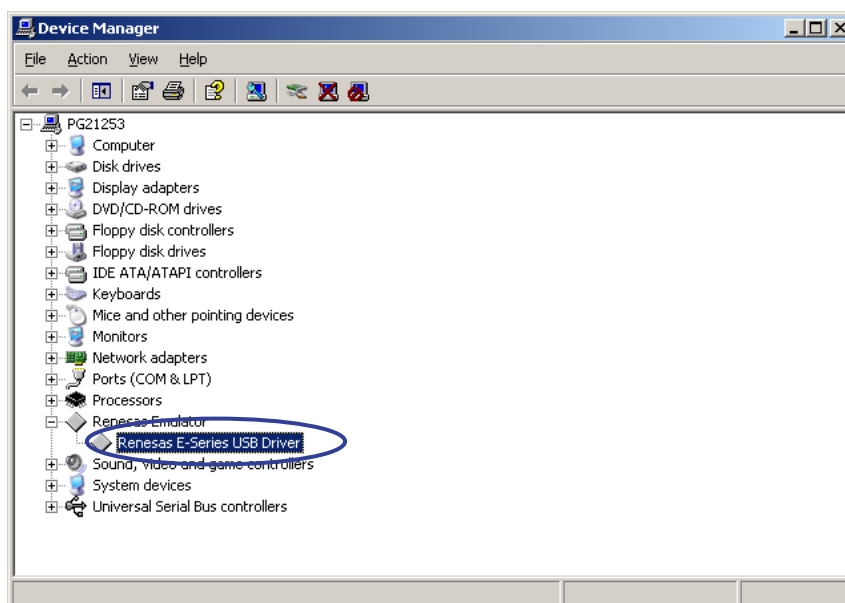 Device Manager
File Action View Help
PG21253
Computer
Disk drives
Display adapters
DVD/CD-ROM drives
Floppy disk controllers
Floppy disk drives
IDE ATA/ATAPI controllers
Keyboards
Mice and other pointing devices
Monitors
Network adapters
Ports (COM & LPT)
Processors
Renesas Emulator
Renesas E-Series USB Driver
Sound, video and game controllers
System devices
Universal Serial Bus controllers